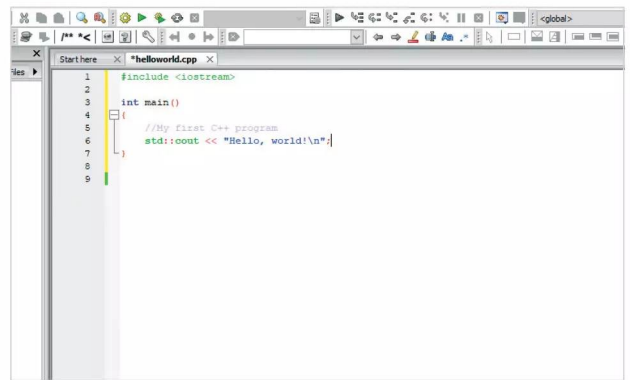 /** *<
<global>
Files
Start here
*helloworld.cpp
1 #include <iostream>
2
3 int main()
4 {
5 //My first C++ program
6 std::cout << "Hello, world!\n";
7 }
8
9